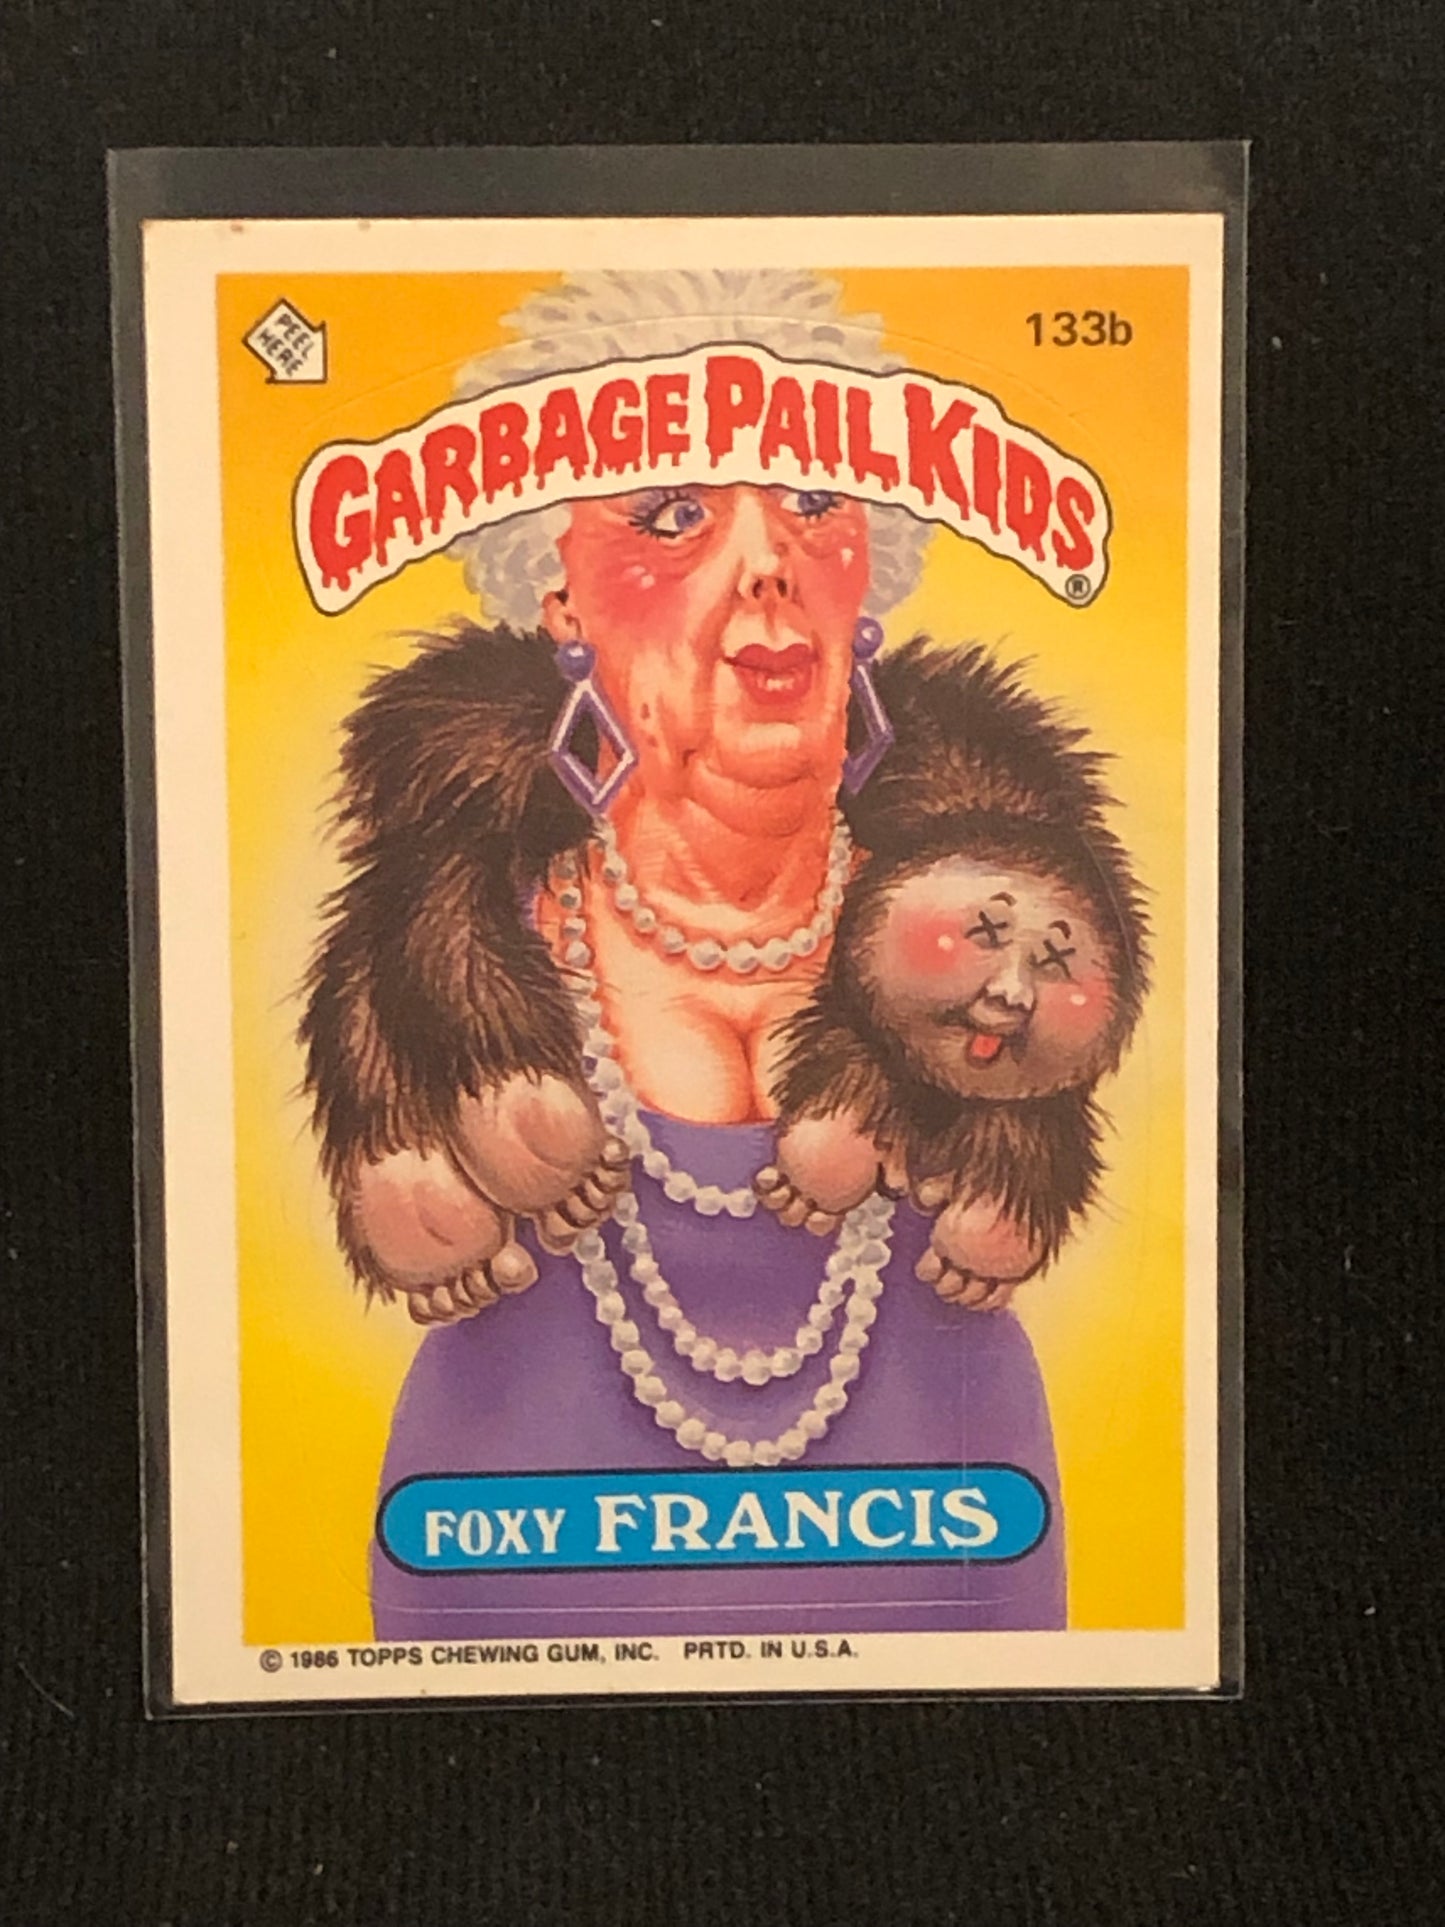 PEEL
HERE
133b
GARBAGE PAIL KIDS
®
FOXY FRANCIS
© 1986 TOPPS CHEWING GUM, INC. PRTD. IN U.S.A.